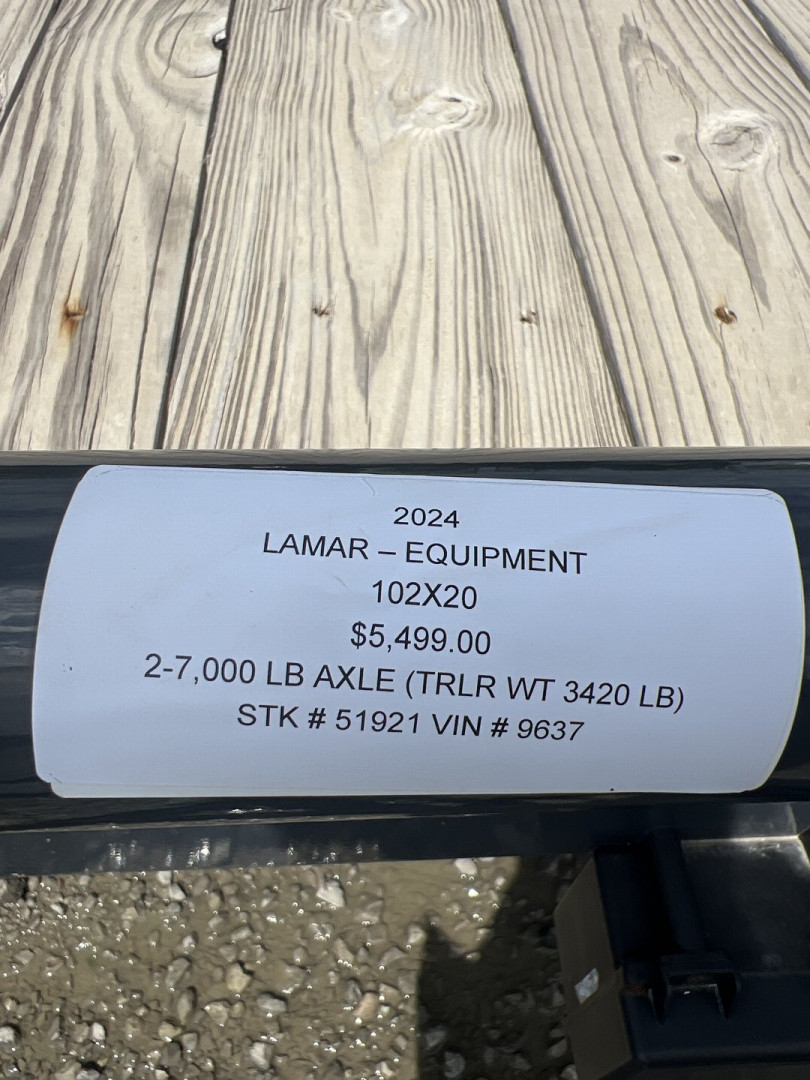 2024
LAMAR – EQUIPMENT
102X20
$5,499.00
2-7,000 LB AXLE (TRLR WT 3420 LB)
STK # 51921 VIN # 9637